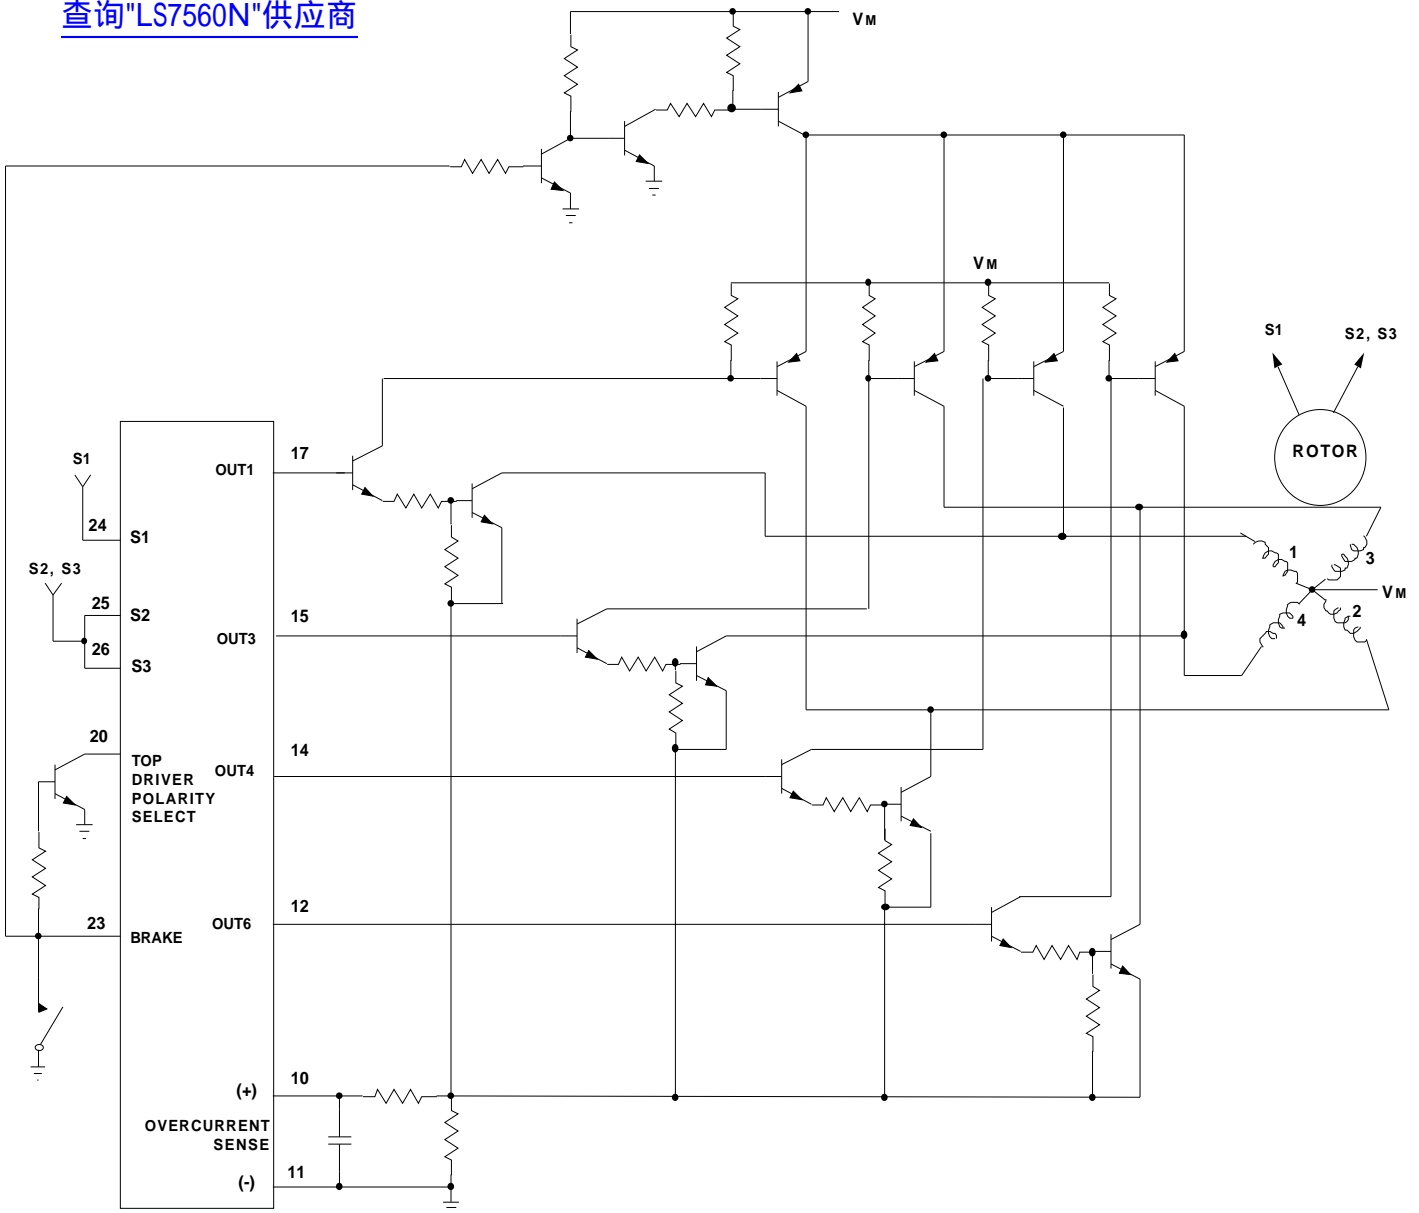 查询"LS7560N"供应商
VM
VM
S1
S2, S3
ROTOR
17
OUT1
S1
24
S1
S2, S3
25
S2
26
S3
15
OUT3
1
3
VM
4
2
20
TOP
DRIVER
POLARITY
SELECT
14
OUT4
12
OUT6
23
BRAKE
10
(+)
OVERCURRENT
SENSE
11
(-)